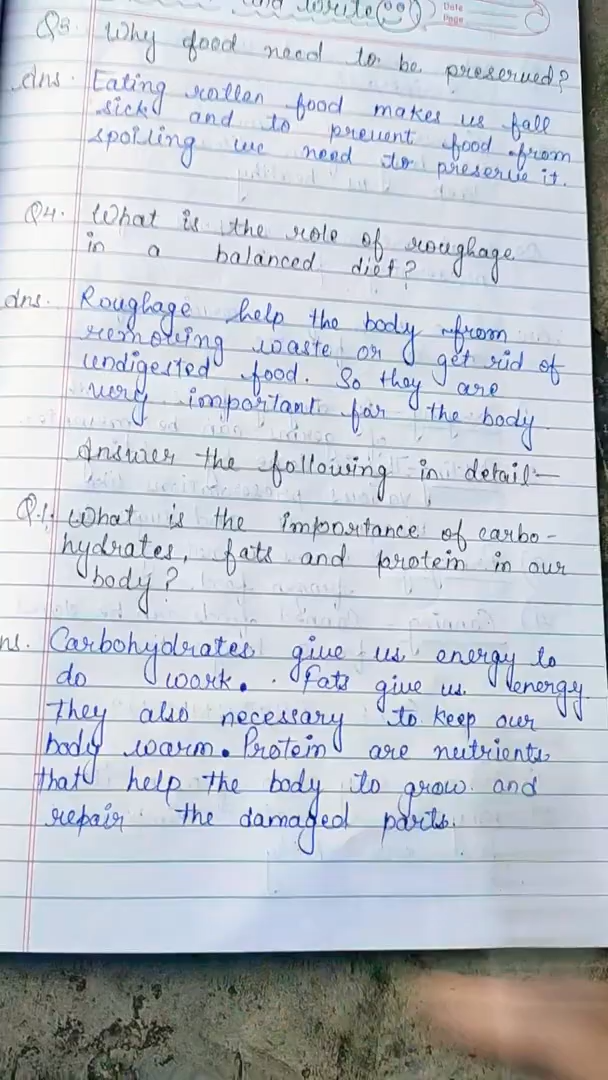 and write
Date
Page
Q3. Why food need to be preserved?
Ans. Eating rotten food makes us fall
sick and to prevent food from
spoiling we need to preserve it.
Q4. What is the role of roughage
in a balanced diet?
Ans. Roughage help the body from
removing waste or get rid of
undigested food. So they are
very important for the body
Answer the following in detail—
Q.1. What is the importance of carbo-
hydrates, fats and protein in our
body?
ns. Carbohydrates give us energy to
do work. Fats give us energy
They also necessary to keep our
body warm. Protein are nutrients
that help the body to grow and
repair the damaged parts.